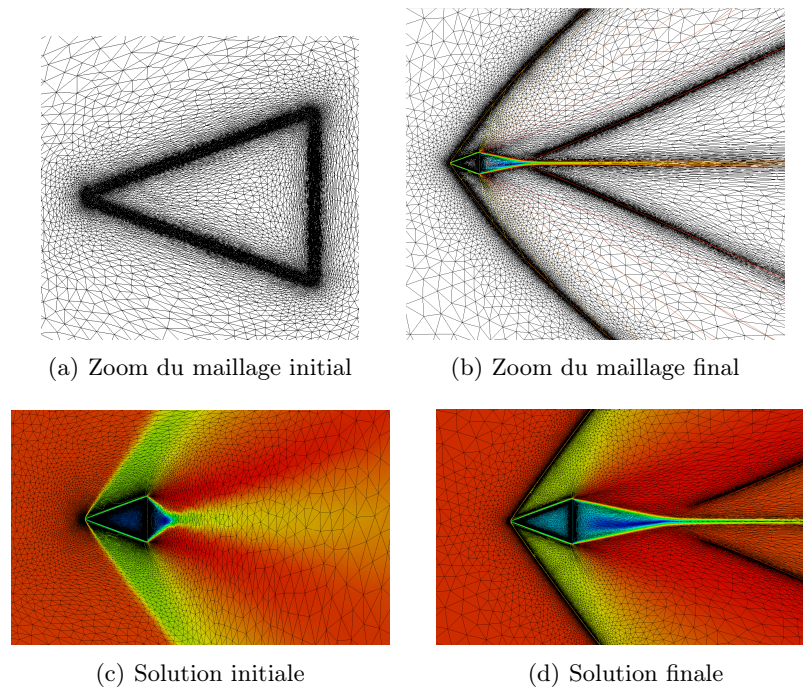 (a) Zoom du maillage initial
(b) Zoom du maillage final
(c) Solution initiale
(d) Solution finale